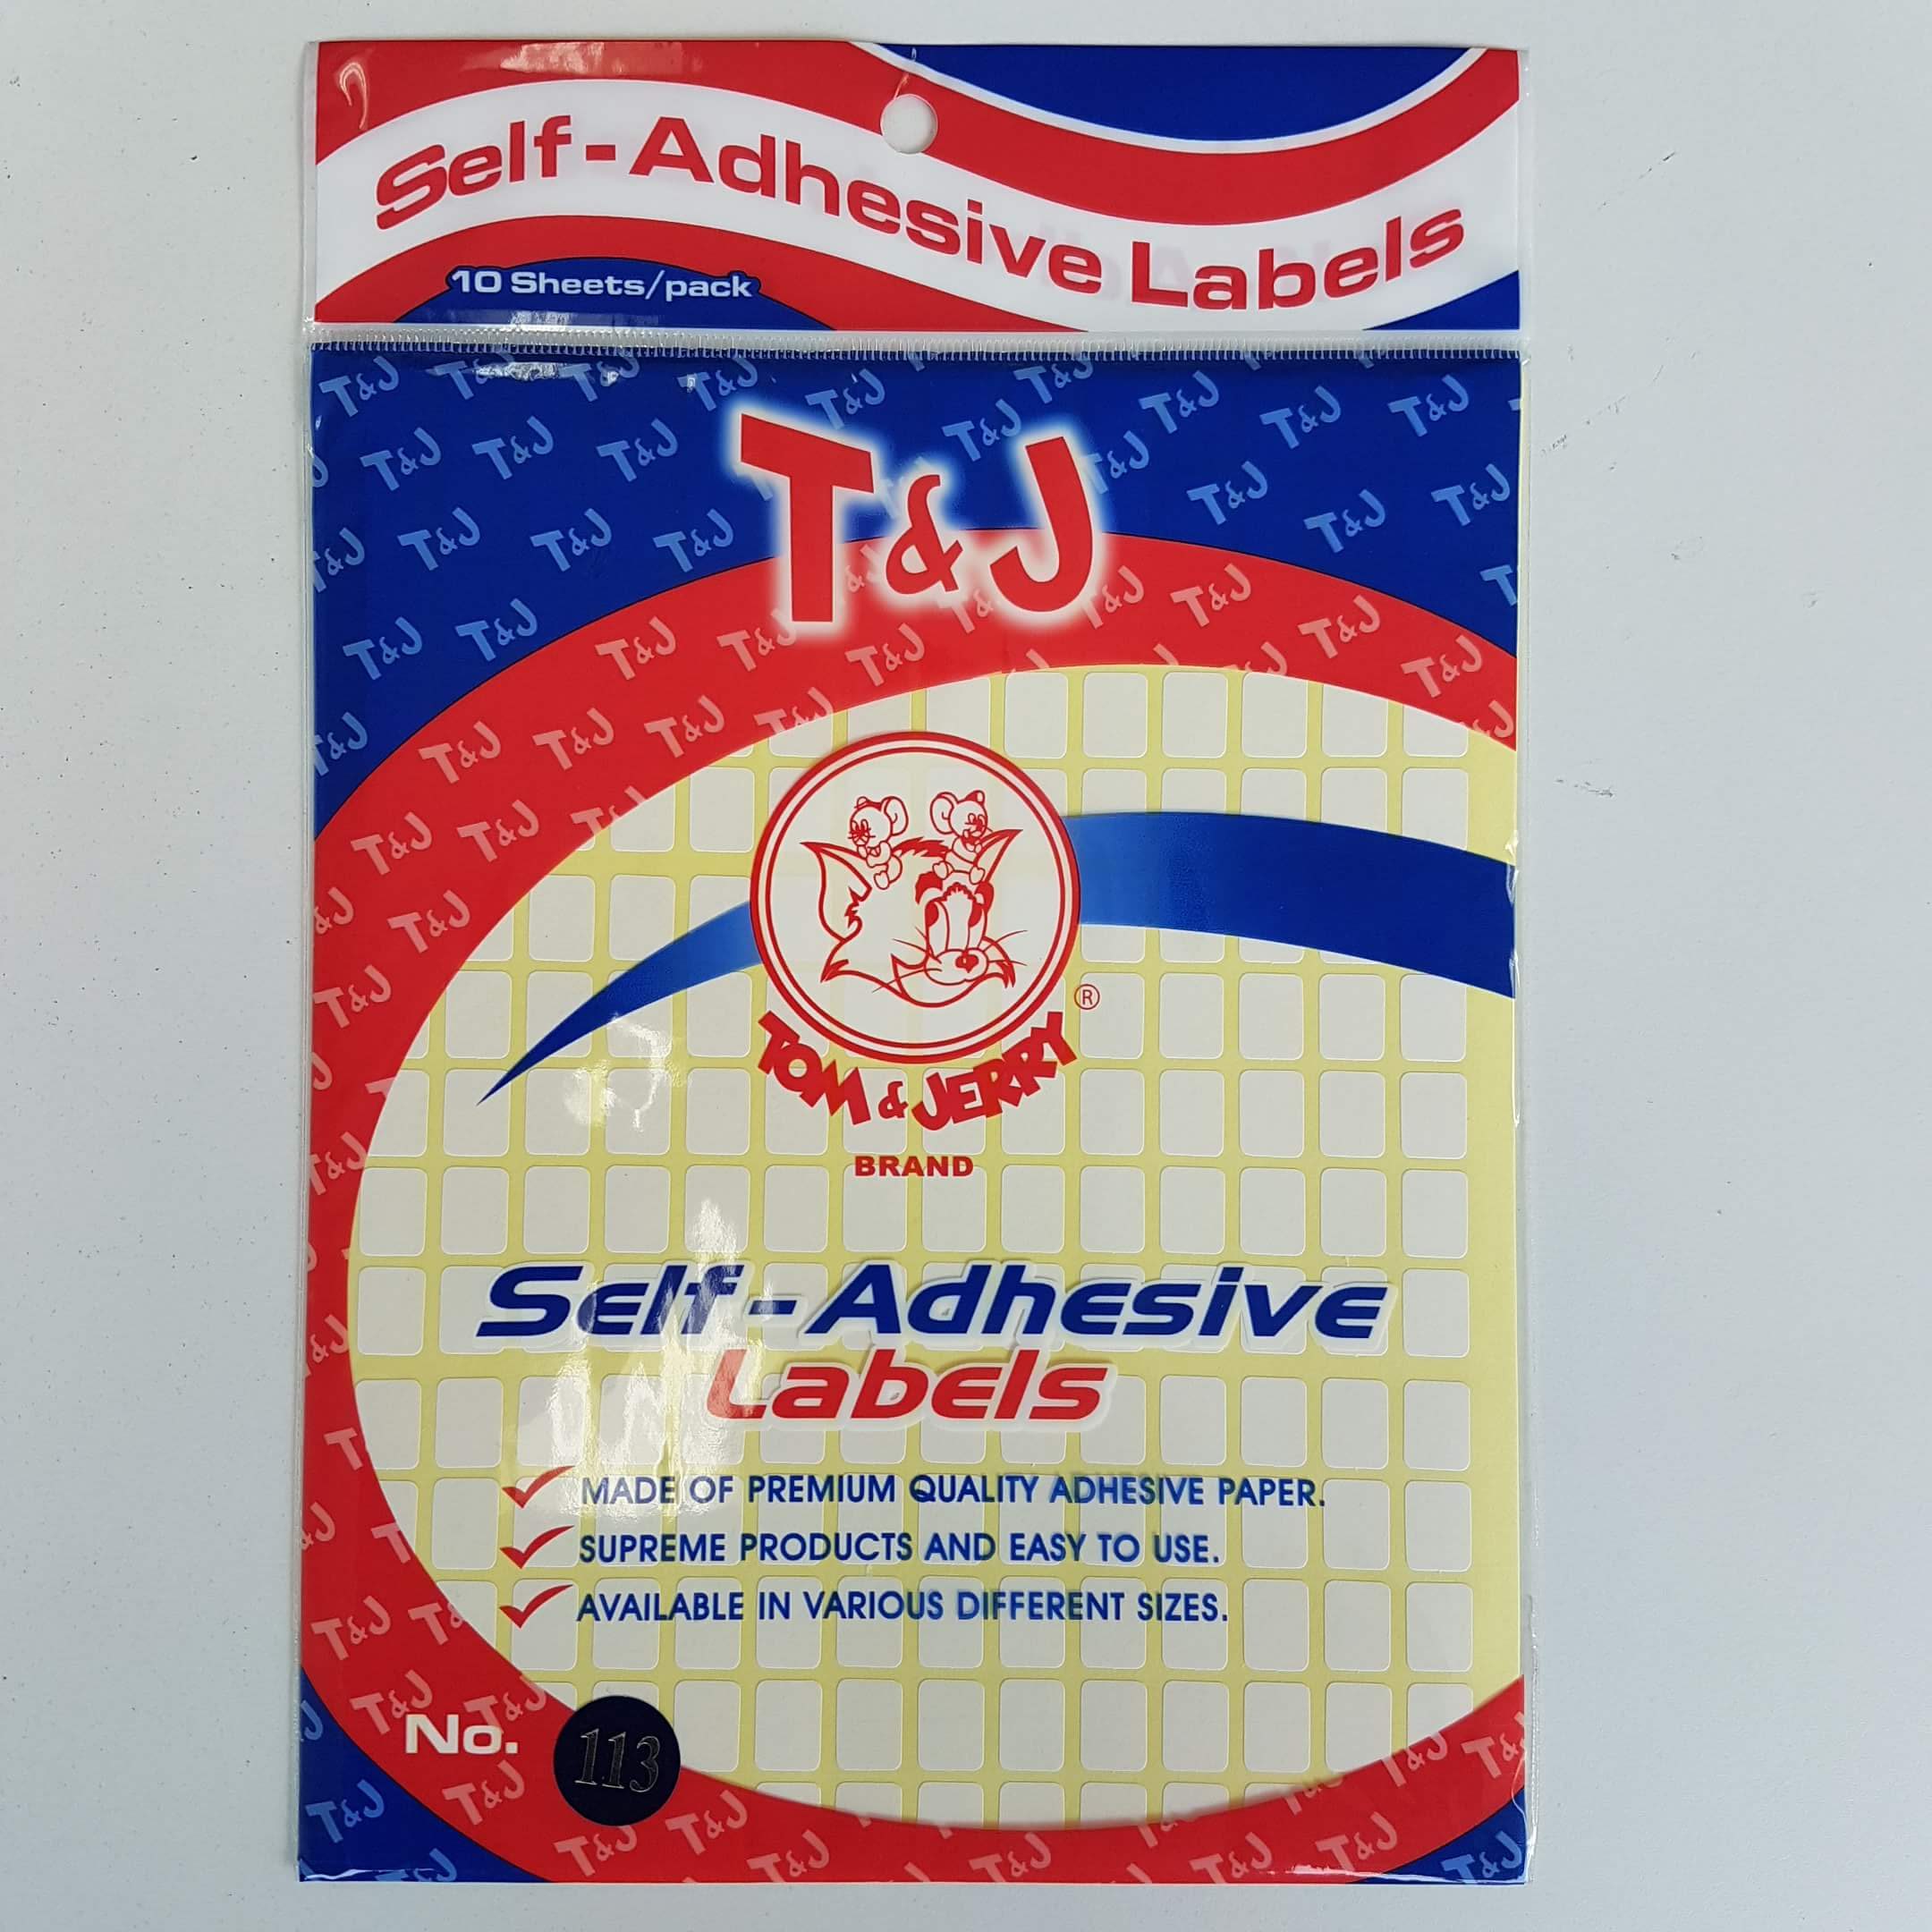 Self-Adhesive Labels
10 Sheets/pack
T&J
®
TOM & JERRY
BRAND
Self-Adhesive
Labels
MADE OF PREMIUM QUALITY ADHESIVE PAPER.
SUPREME PRODUCTS AND EASY TO USE.
AVAILABLE IN VARIOUS DIFFERENT SIZES.
No. 113